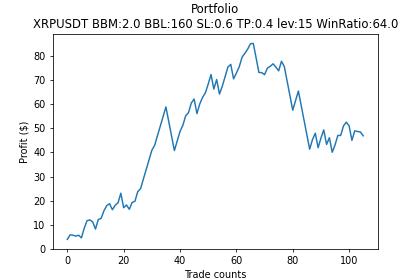 Portfolio
XRPUSDT BBM:2.0 BBL:160 SL:0.6 TP:0.4 lev:15 WinRatio:64.0
80
70
60
50
40
30
20
10
0
Profit ($)
0 20 40 60 80 100
Trade counts